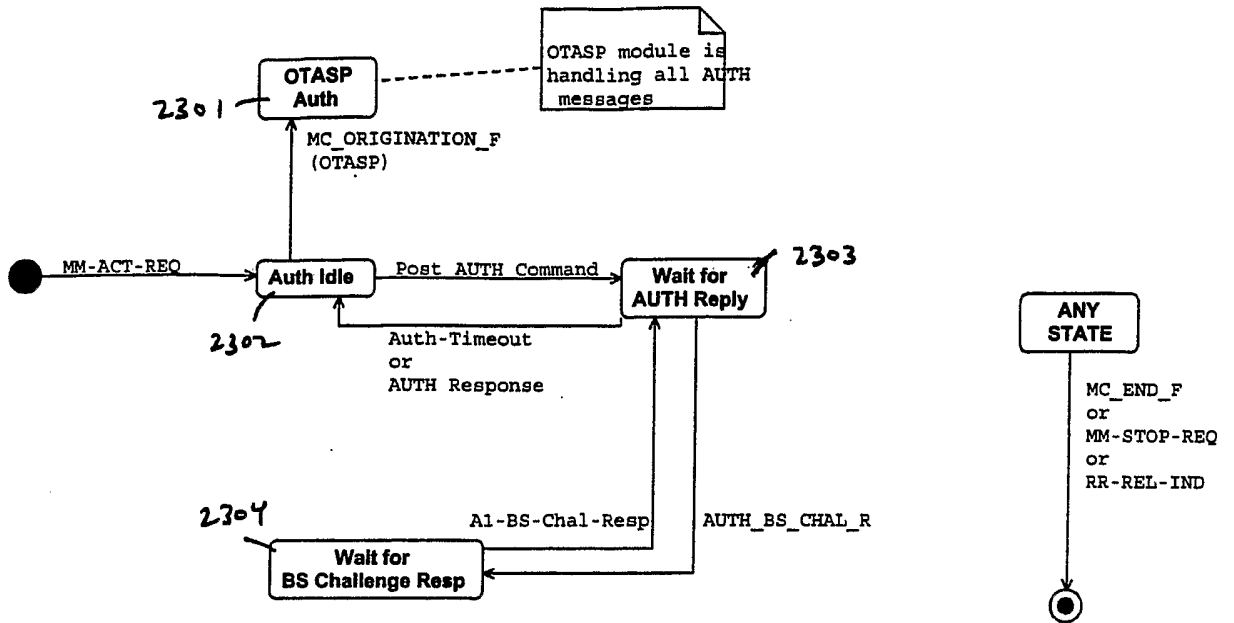 OTASP module is
handling all AUTH
messages
OTASP
Auth
2301
MC_ORIGINATION_F
(OTASP)
MM-ACT-REQ
Auth Idle
Post AUTH Command
Wait for
AUTH Reply
2303
2302
Auth-Timeout
or
AUTH Response
ANY
STATE
MC_END_F
or
MM-STOP-REQ
or
RR-REL-IND
2304
A1-BS-Chal-Resp
AUTH_BS_CHAL_R
Wait for
BS Challenge Resp